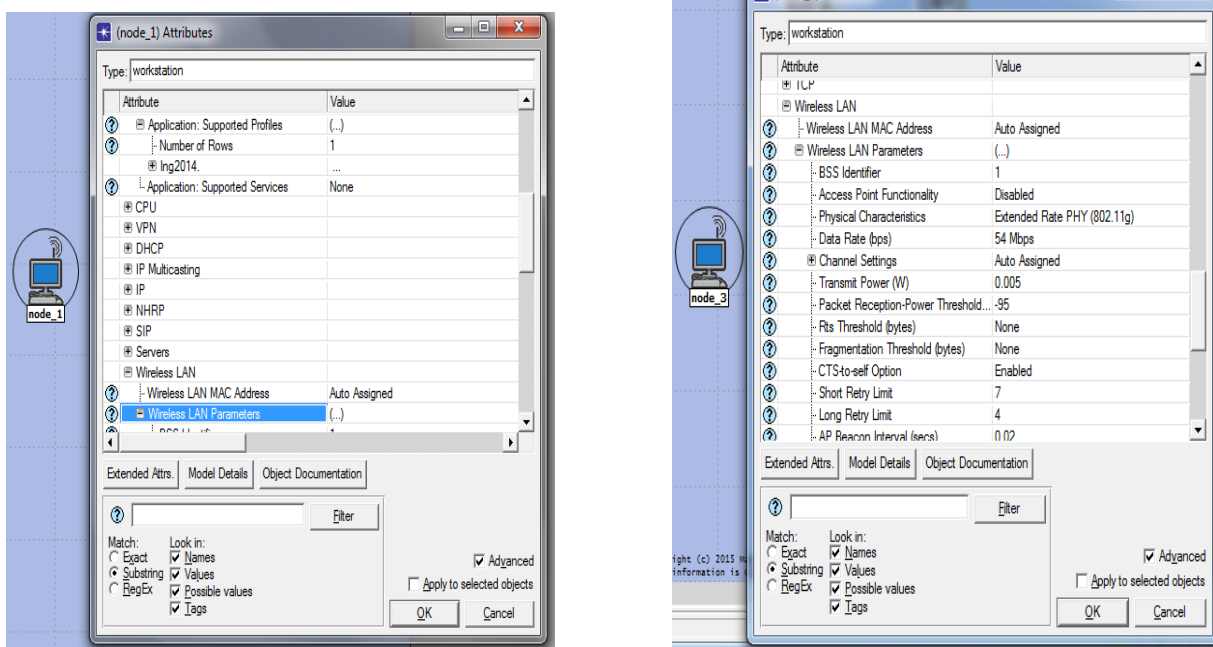 (node_1) Attributes
Type: workstation
Attribute Value
Application: Supported Profiles (...)
Number of Rows 1
Ing2014. ...
Application: Supported Services None
CPU
VPN
DHCP
IP Multicasting
IP
NHRP
SIP
Servers
Wireless LAN
Wireless LAN MAC Address Auto Assigned
Wireless LAN Parameters (...)
Extended Attrs. Model Details Object Documentation
Filter
Match: Look in:
Exact Names
Substring Values
RegEx Possible values
Tags
Advanced
Apply to selected objects
OK Cancel
node_1
Type: workstation
Attribute Value
TCP
Wireless LAN
Wireless LAN MAC Address Auto Assigned
Wireless LAN Parameters (...)
BSS Identifier 1
Access Point Functionality Disabled
Physical Characteristics Extended Rate PHY (802.11g)
Data Rate (bps) 54 Mbps
Channel Settings Auto Assigned
Transmit Power (W) 0.005
Packet Reception-Power Threshold... -95
Rts Threshold (bytes) None
Fragmentation Threshold (bytes) None
CTS-to-self Option Enabled
Short Retry Limit 7
Long Retry Limit 4
AP Beacon Interval (secs) 0.02
Extended Attrs. Model Details Object Documentation
Filter
Match: Look in:
Exact Names
Substring Values
RegEx Possible values
Tags
Advanced
Apply to selected objects
OK Cancel
node_3
ight (c) 2015
information is